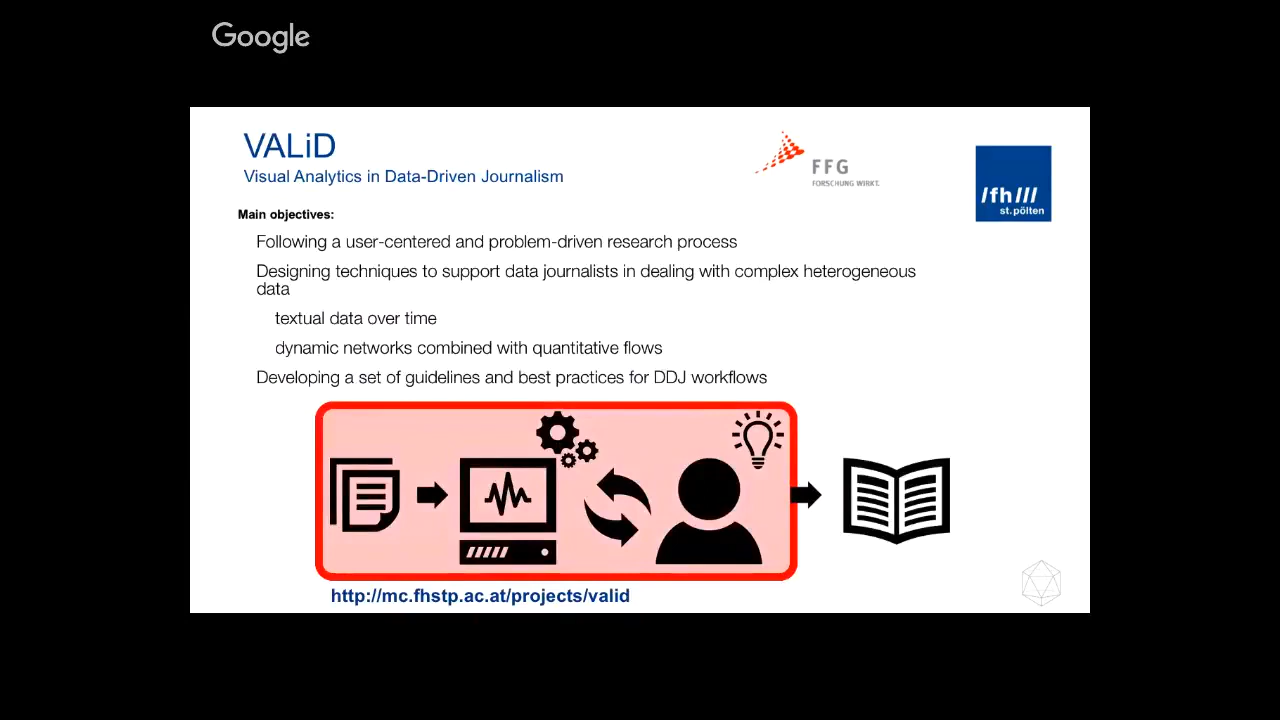 Google
VALiD
Visual Analytics in Data-Driven Journalism
FFG
FORSCHUNG WIRKT.
/fh///
st.pölten
Main objectives:
Following a user-centered and problem-driven research process
Designing techniques to support data journalists in dealing with complex heterogeneous
data
textual data over time
dynamic networks combined with quantitative flows
Developing a set of guidelines and best practices for DDJ workflows
http://mc.fhstp.ac.at/projects/valid